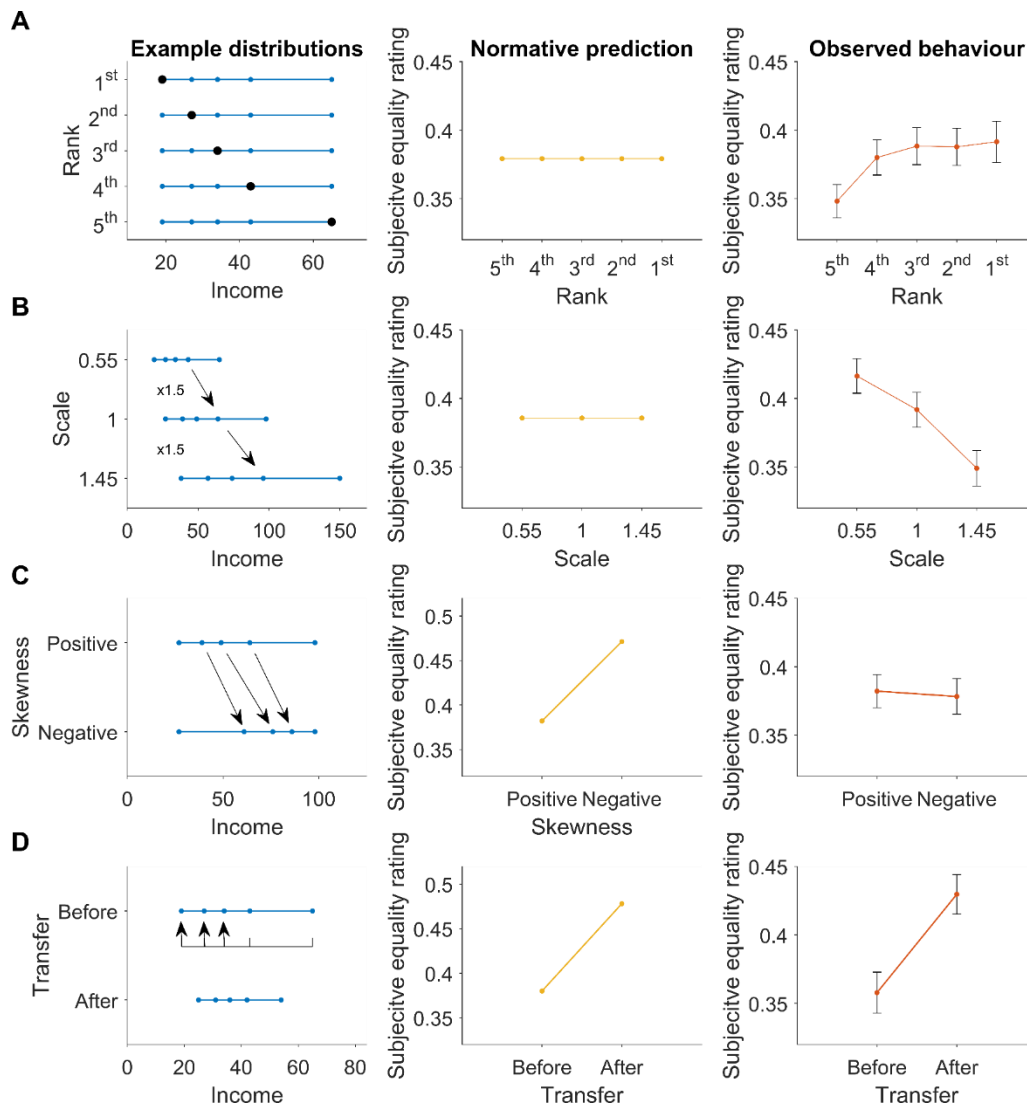 A
Example distributions
Normative prediction
Observed behaviour
Rank
1st
2nd
3rd
4th
5th
20 40 60
Income
Subjecitve equality rating
0.45
0.4
0.35
5th 4th 3rd 2nd 1st
Rank
Subjecitve equality rating
0.45
0.4
0.35
5th 4th 3rd 2nd 1st
Rank
B
Scale
0.55
x1.5
1
x1.5
1.45
0 50 100 150
Income
Subjecitve equality rating
0.45
0.4
0.35
0.55 1 1.45
Scale
Subjecitve equality rating
0.45
0.4
0.35
0.55 1 1.45
Scale
C
Skewness
Positive
Negative
0 50 100
Income
Subjecitve equality rating
0.5
0.45
0.4
0.35
Positive Negative
Skewness
Subjecitve equality rating
0.45
0.4
0.35
Positive Negative
D
Transfer
Before
After
0 20 40 60 80
Income
Subjecitve equality rating
0.5
0.45
0.4
0.35
Before After
Transfer
Subjecitve equality rating
0.45
0.4
0.35
Before After
Transfer